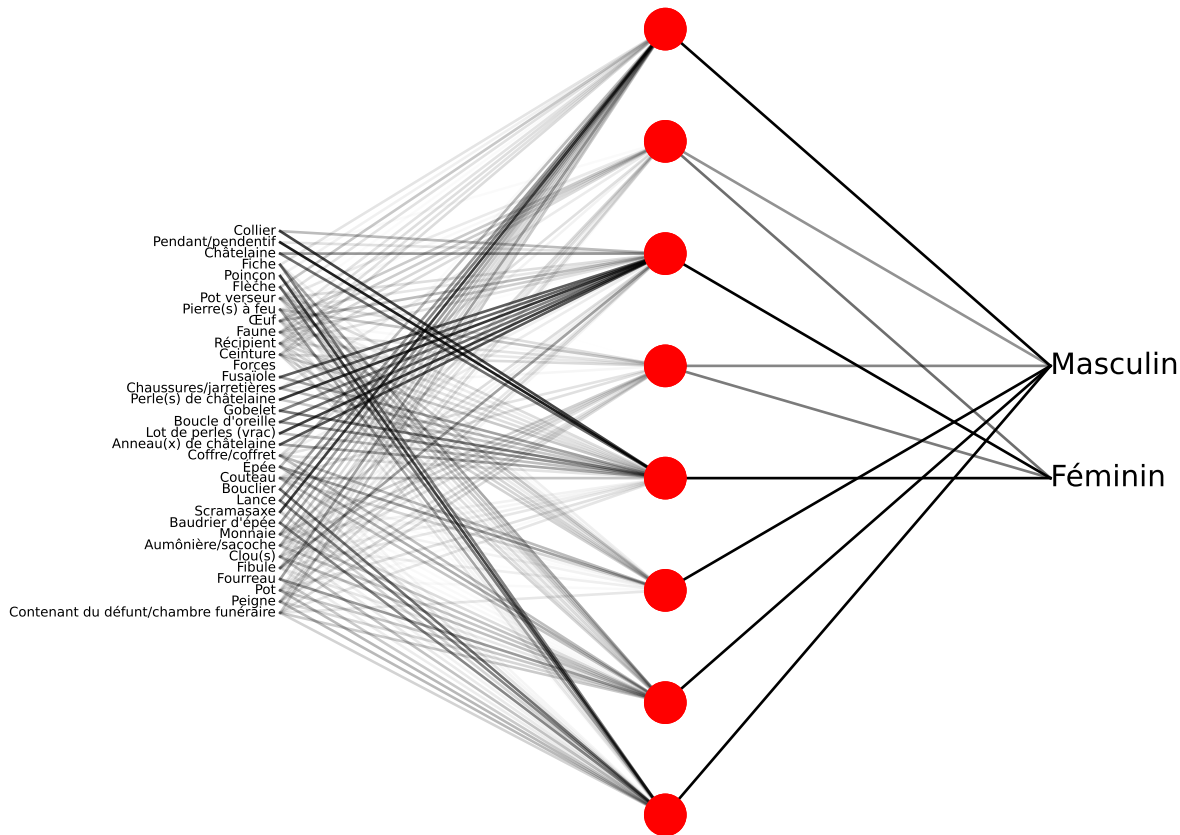 Collier
Pendant/pendentif
Châtelaine
Fiche
Poinçon
Flèche
Pot verseur
Pierre(s) à feu
Œuf
Faune
Récipient
Ceinture
Forces
Fusaïole
Chaussures/jarretières
Perle(s) de châtelaine
Gobelet
Boucle d'oreille
Lot de perles (vrac)
Anneau(x) de châtelaine
Coffre/coffret
Épée
Couteau
Bouclier
Lance
Scramasaxe
Baudrier d'épée
Monnaie
Aumônière/sacoche
Clou(s)
Fibule
Fourreau
Pot
Peigne
Contenant du défunt/chambre funéraire
Masculin
Féminin